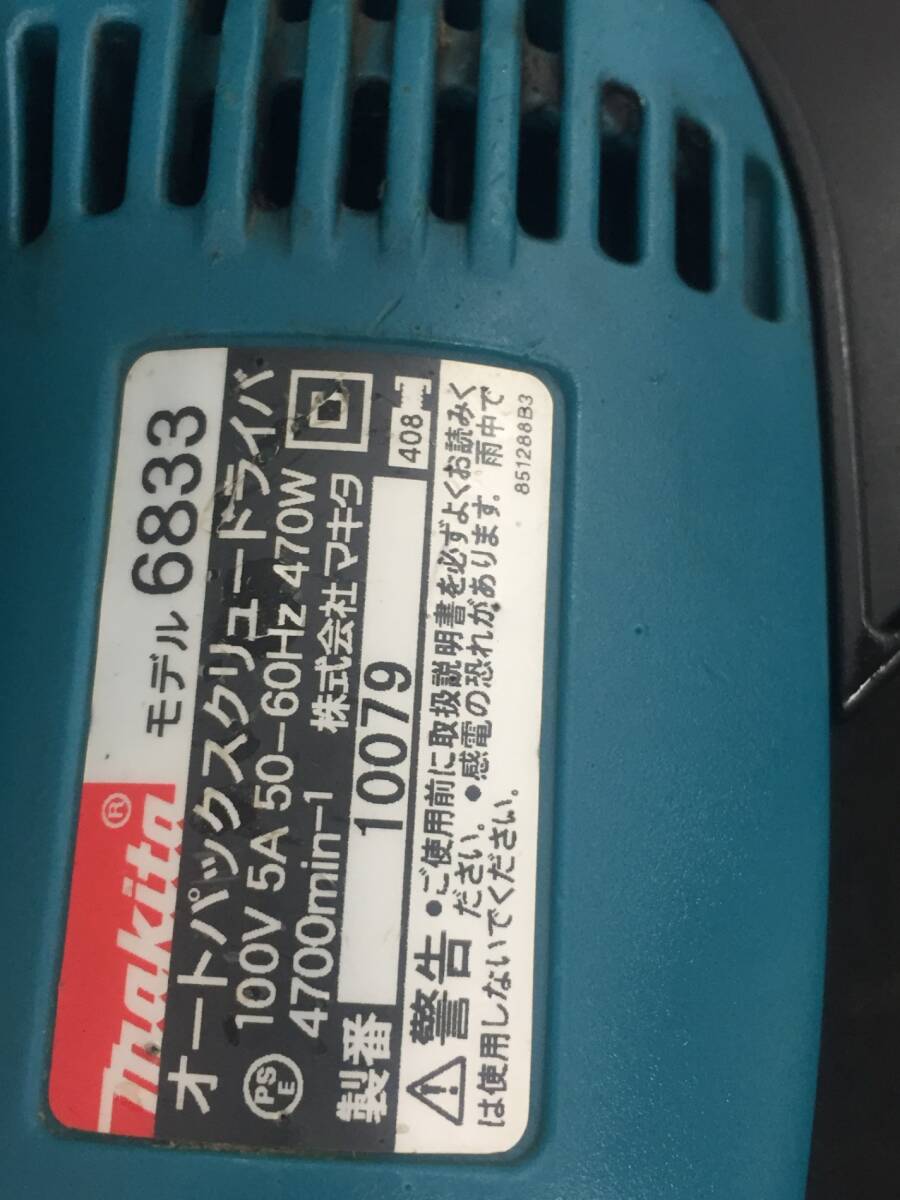 makita® モデル 6833
オートパックスクリュードライバ
100V 5A 50-60Hz 470W
PSE 4700min-1 株式会社マキタ
製番 10079 408
警告 ●ご使用前に取扱説明書を必ずよくお読みく
ださい。●感電の恐れがあります。雨中で
は使用しないでください。 851288B3